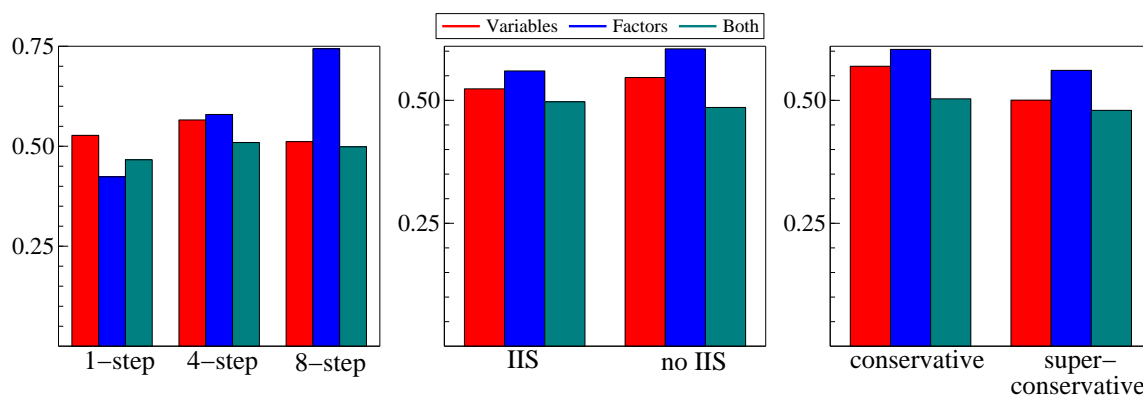 Variables Factors Both
0.75
0.50
0.25
1−step 4−step 8−step
0.50
0.25
IIS no IIS
0.50
0.25
conservative super−
conservative